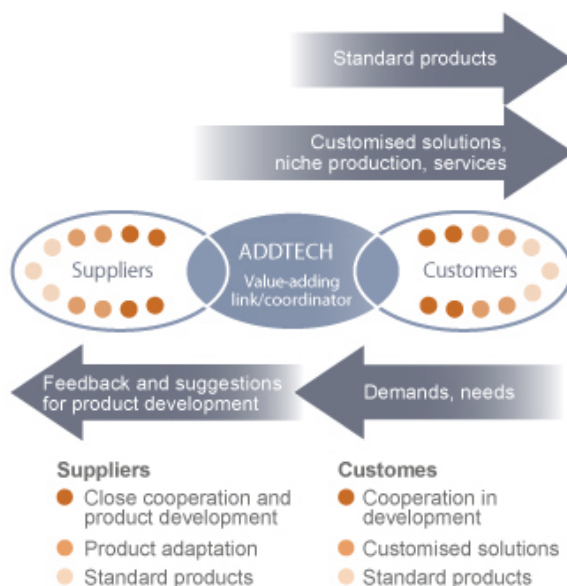 Standard products
Customised solutions,
niche production, services
Suppliers
ADDTECH
Value-adding
link/coordinator
Customers
Feedback and suggestions
for product development
Demands, needs
Suppliers
Close cooperation and
product development
Product adaptation
Standard products
Customes
Cooperation in
development
Customised solutions
Standard products